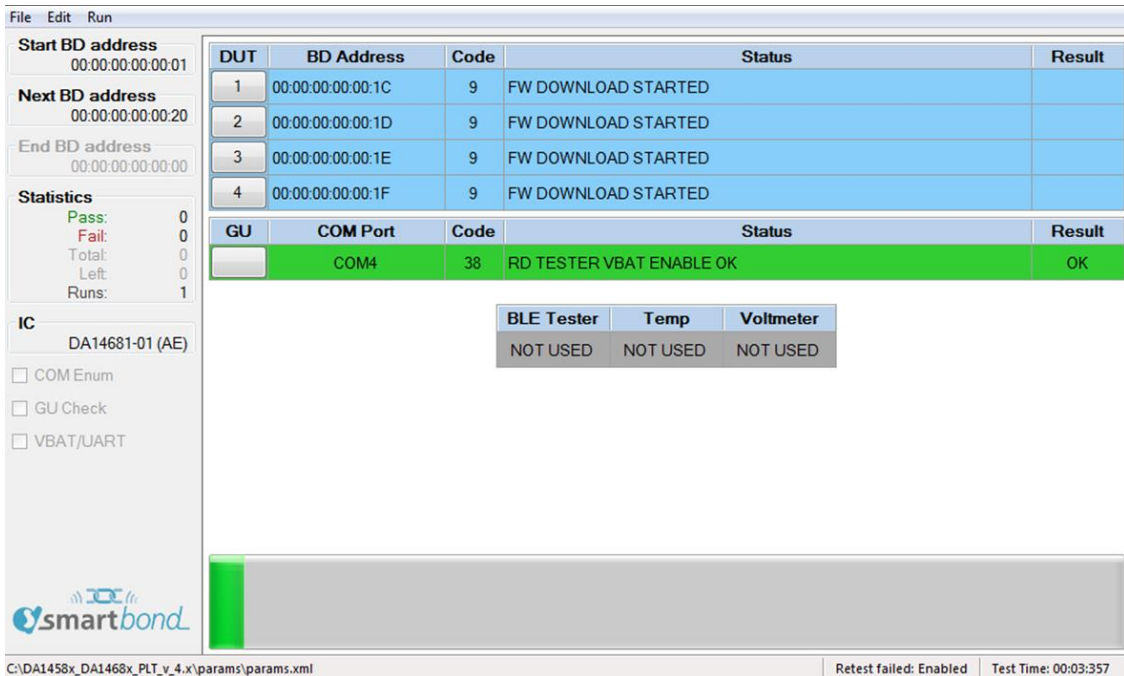 File Edit Run
Start BD address
00:00:00:00:00:01
Next BD address
00:00:00:00:00:20
End BD address
00:00:00:00:00:00
Statistics
Pass: 0
Fail: 0
Total: 0
Left: 0
Runs: 1
IC
DA14681-01 (AE)
COM Enum
GU Check
VBAT/UART
smartbond
DUT BD Address Code Status Result
1 00:00:00:00:00:1C 9 FW DOWNLOAD STARTED
2 00:00:00:00:00:1D 9 FW DOWNLOAD STARTED
3 00:00:00:00:00:1E 9 FW DOWNLOAD STARTED
4 00:00:00:00:00:1F 9 FW DOWNLOAD STARTED
GU COM Port Code Status Result
COM4 38 RD TESTER VBAT ENABLE OK OK
BLE Tester Temp Voltmeter
NOT USED NOT USED NOT USED
C:\DA1458x_DA1468x_PLT_v_4.x\params\params.xml Retest failed: Enabled Test Time: 00:03:357